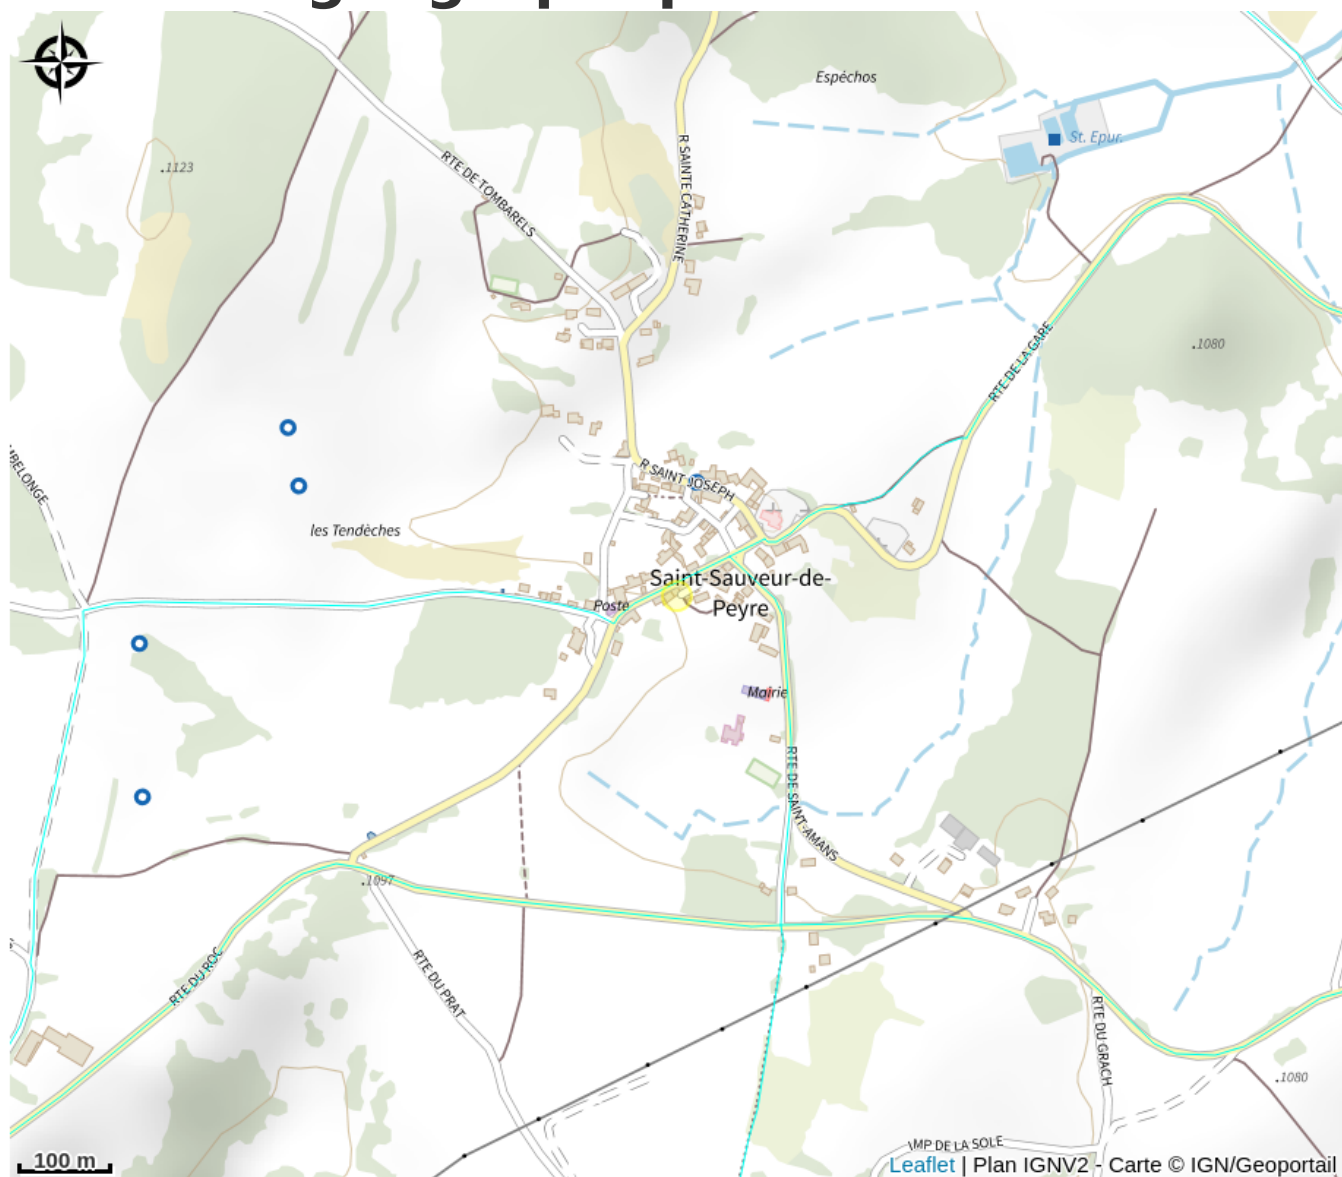 Espéchos
St. Epur.
.1123
R SAINTE CATHERINE
RTE DE TOMBARELS
RTE DE LA GARE
.1080
R SAINT JOSEPH
les Tendèches
Saint-Sauveur-de-
Peyre
Poste
Mairie
RTE DE SAINT-AMANS
.1097
RTE DU ROC
RTE DU PRAT
RTE DU GRACH
.1080
IMP DE LA SOLE
100 m
Leaflet | Plan IGNV2 - Carte © IGN/Geoportail